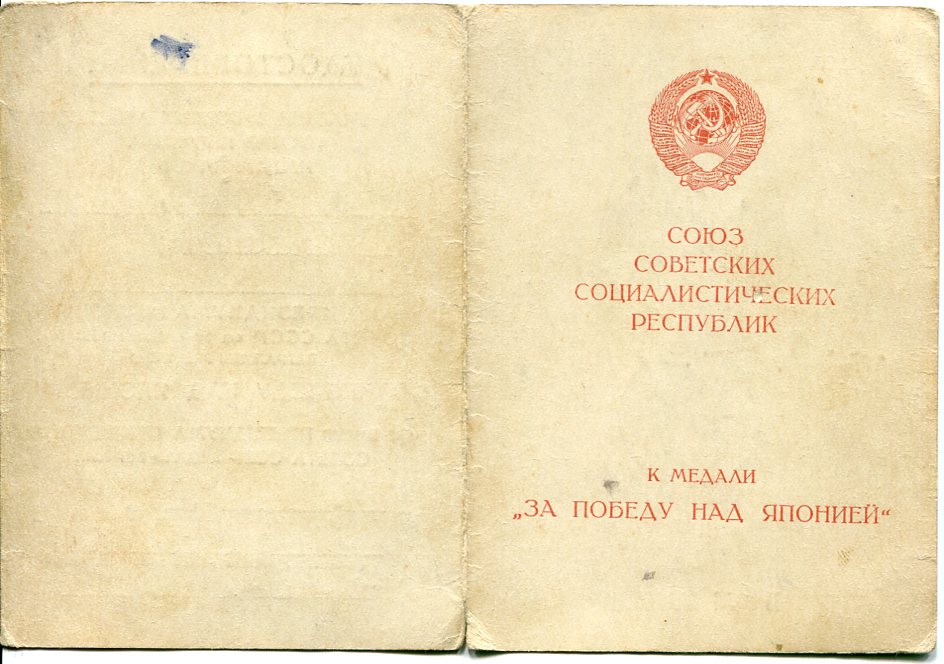 СОЮЗ
СОВЕТСКИХ
СОЦИАЛИСТИЧЕСКИХ
РЕСПУБЛИК
К МЕДАЛИ
„ЗА ПОБЕДУ НАД ЯПОНИЕЙ“